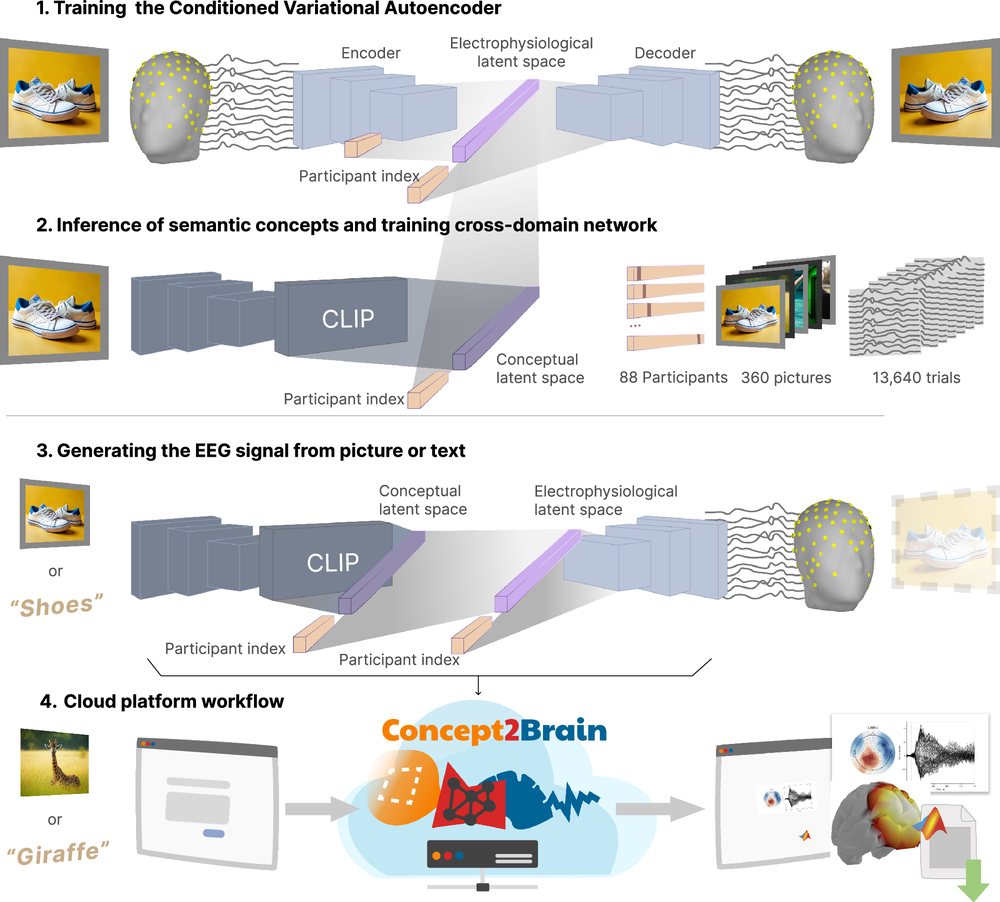 1. Training the Conditioned Variational Autoencoder
Encoder
Electrophysiological
latent space
Decoder
Participant index
2. Inference of semantic concepts and training cross-domain network
CLIP
Conceptual
latent space
Participant index
...
88 Participants
360 pictures
13,640 trials
3. Generating the EEG signal from picture or text
Conceptual
latent space
Electrophysiological
latent space
CLIP
or
“Shoes”
Participant index
Participant index
4. Cloud platform workflow
Concept2Brain
or
“Giraffe”